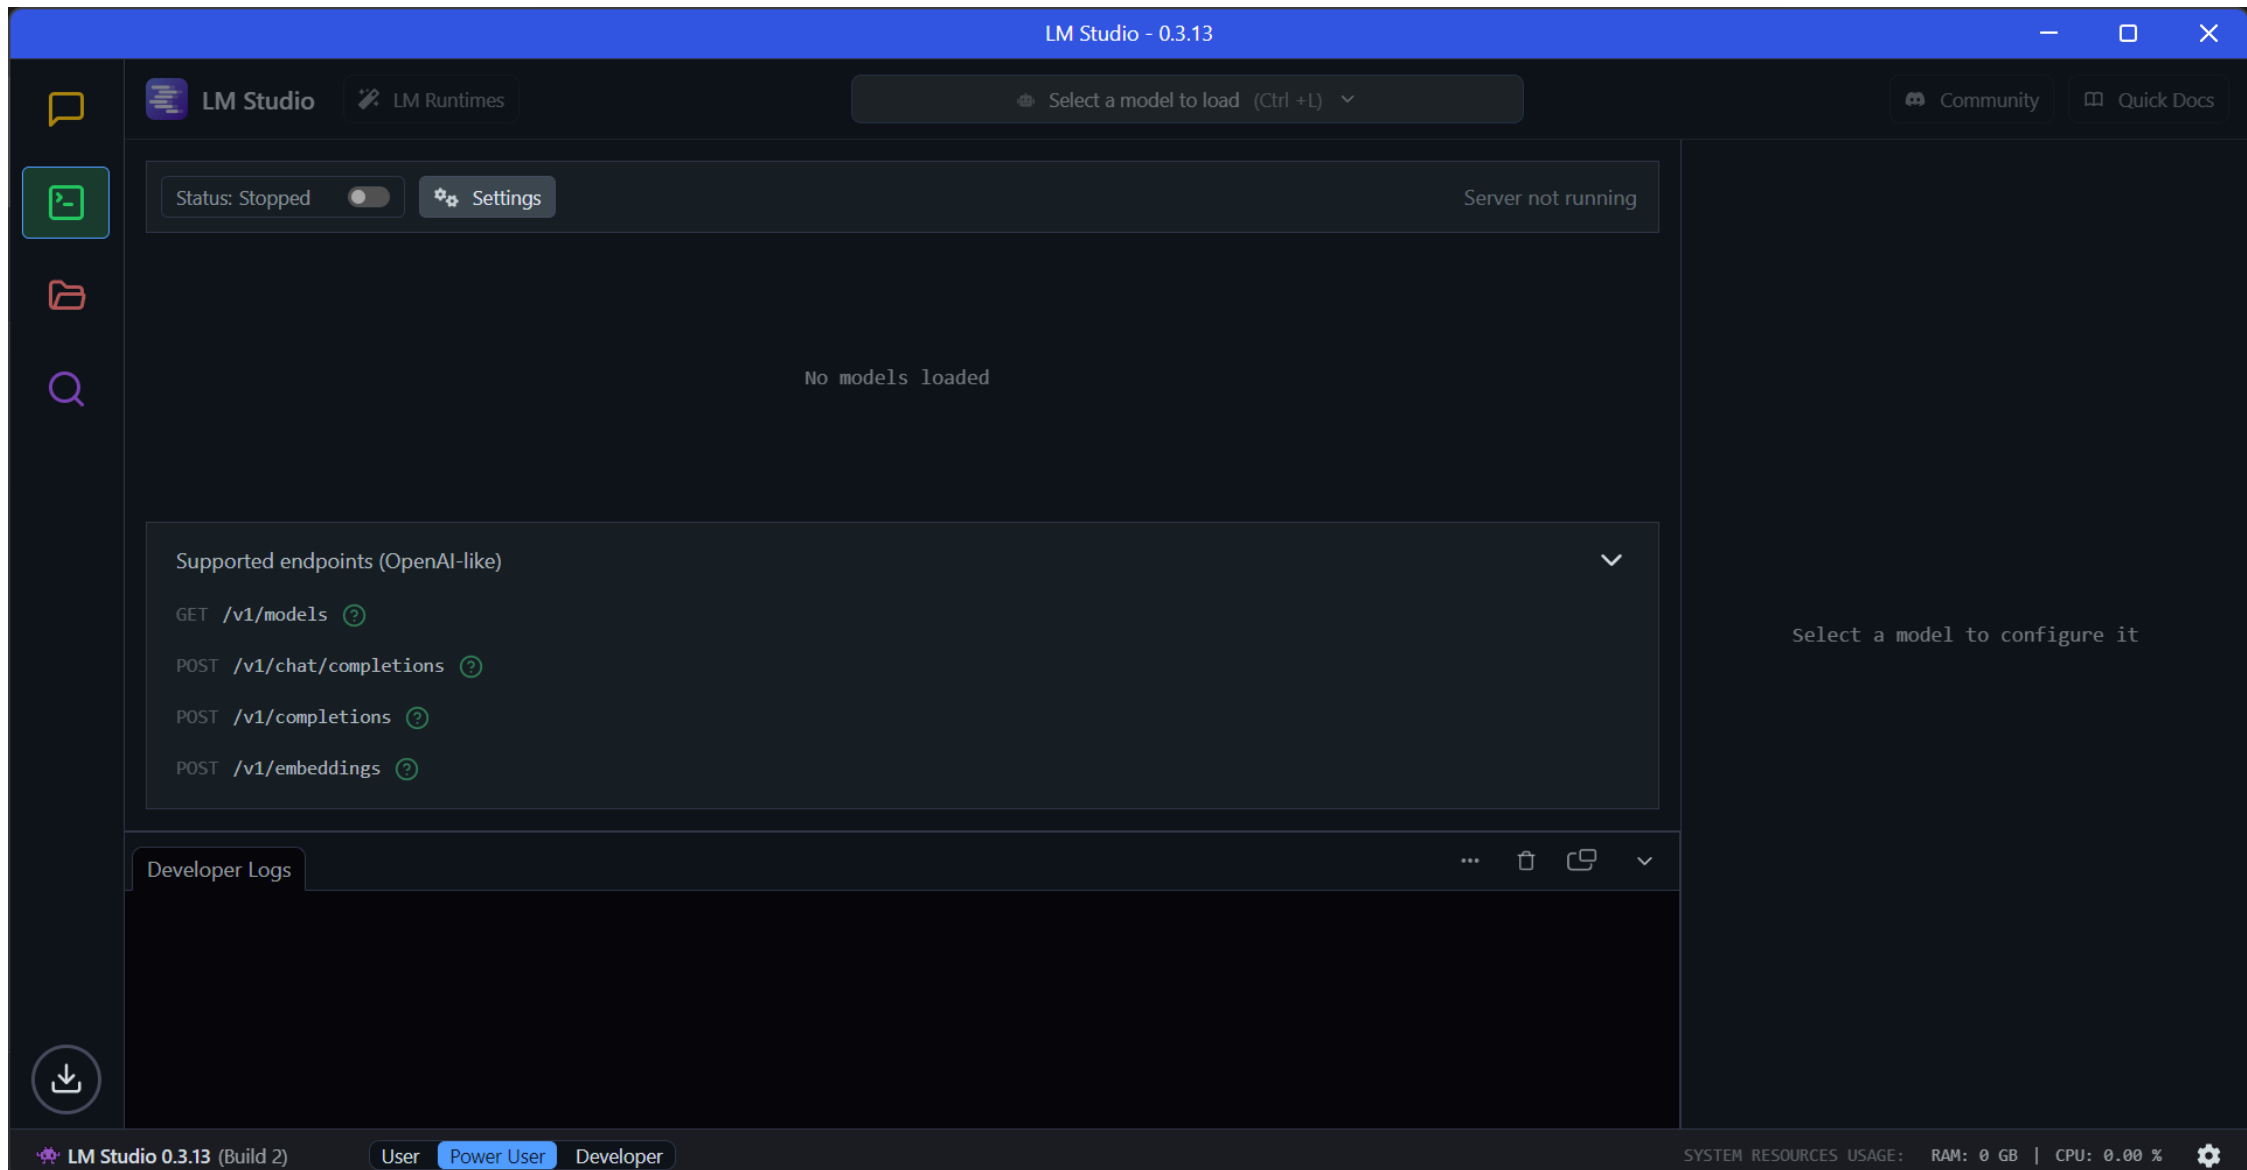 LM Studio - 0.3.13
LM Studio LM Runtimes Select a model to load (Ctrl +L) Community Quick Docs
Status: Stopped Settings Server not running
No models loaded
Supported endpoints (OpenAI-like)
GET /v1/models ?
POST /v1/chat/completions ?
POST /v1/completions ?
POST /v1/embeddings ?
Select a model to configure it
Developer Logs
LM Studio 0.3.13 (Build 2) User Power User Developer SYSTEM RESOURCES USAGE: RAM: 0 GB | CPU: 0.00 %